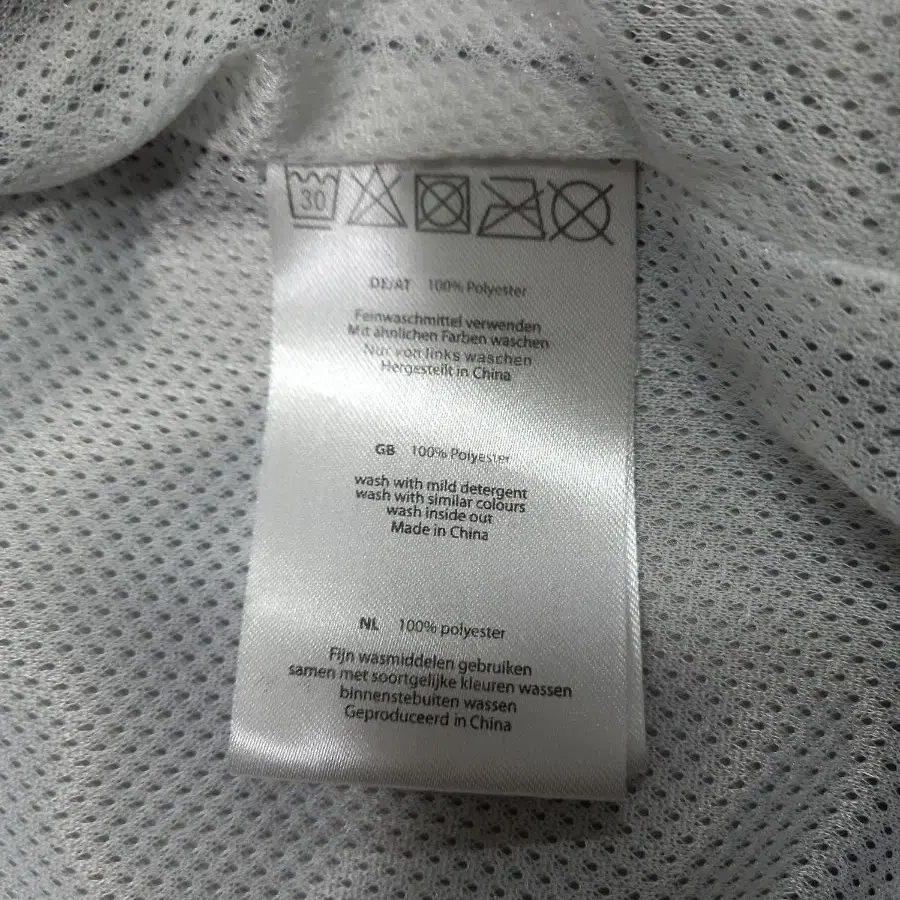 30
DE/AT 100% Polyester
Feinwaschmittel verwenden
Mit ähnlichen Farben waschen
Nur von links waschen
Hergestellt in China
GB 100% Polyester
wash with mild detergent
wash with similar colours
wash inside out
Made in China
NL 100% polyester
Fijn wasmiddelen gebruiken
samen met soortgelijke kleuren wassen
binnenstebuiten wassen
Geproduceerd in China